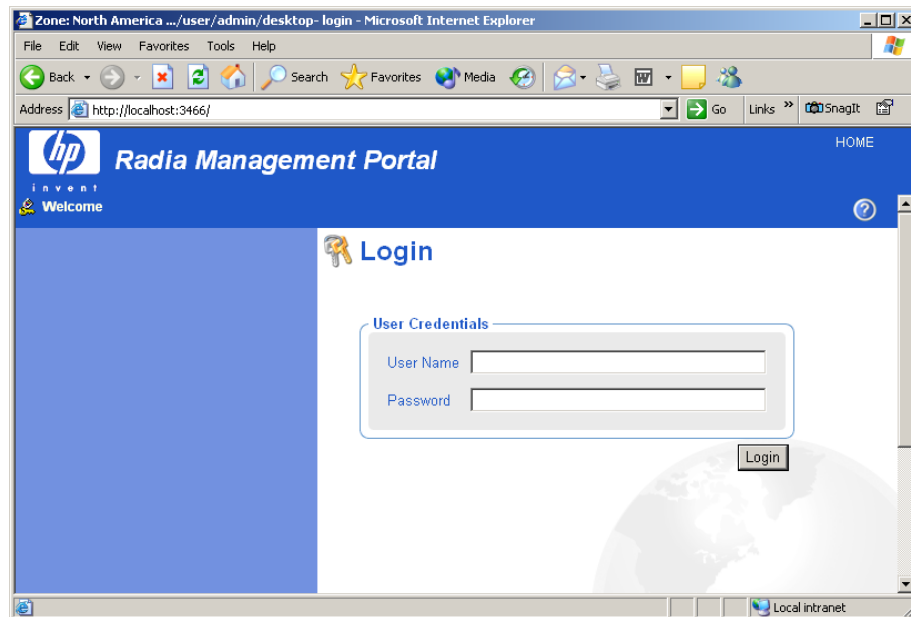 Zone: North America .../user/admin/desktop- login - Microsoft Internet Explorer
File Edit View Favorites Tools Help
Back Search Favorites Media
Address http://localhost:3466/ Go Links » SnagIt
hp
invent
Radia Management Portal
HOME
Welcome
Login
User Credentials
User Name
Password
Login
Local intranet